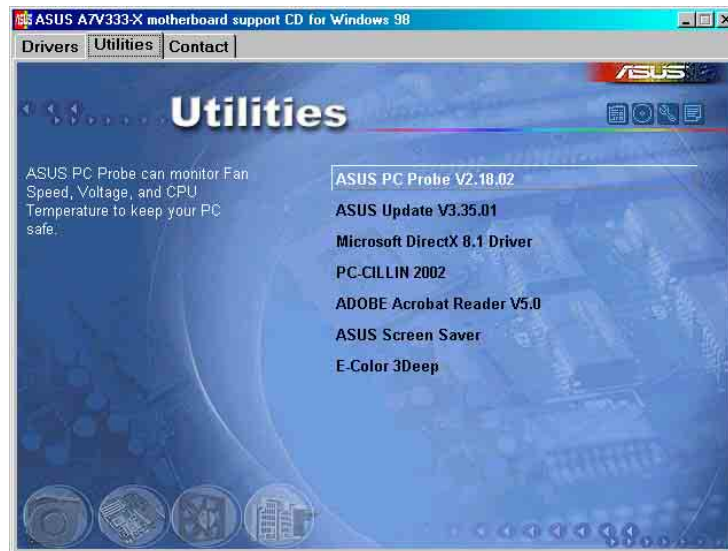 ASUS A7V333-X motherboard support CD for Windows 98
Drivers Utilities Contact
ASUS
Utilities
ASUS PC Probe can monitor Fan
Speed, Voltage, and CPU
Temperature to keep your PC
safe.
ASUS PC Probe V2.18.02
ASUS Update V3.35.01
Microsoft DirectX 8.1 Driver
PC-CILLIN 2002
ADOBE Acrobat Reader V5.0
ASUS Screen Saver
E-Color 3Deep